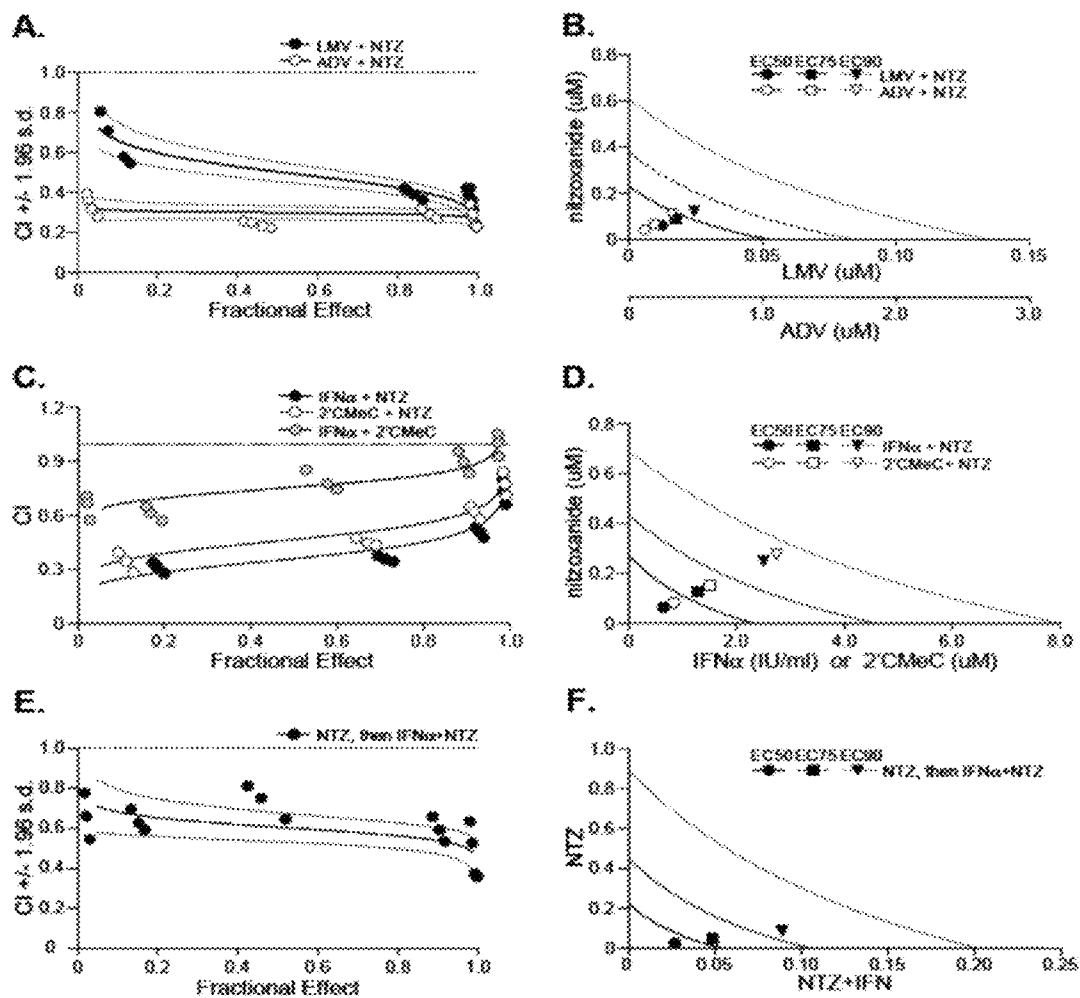 A.
LMV + NTZ
ADV + NTZ
CI +/- 1.96 s.d.
1.0
0.8
0.6
0.4
0.2
0
0 0.2 0.4 0.6 0.8 1.0
Fractional Effect
B.
EC50 EC75 EC90
LMV + NTZ
ADV + NTZ
nitzoxanide (uM)
0.8
0.6
0.4
0.2
0
0 0.05 0.10 0.15
LMV (uM)
0 1.0 2.0 3.0
ADV (uM)
C.
IFNα + NTZ
2'CMeC + NTZ
IFNα + 2'CMeC
CI
1.2
0.9
0.6
0.3
0
0 0.2 0.4 0.6 0.8 1.0
Fractional Effect
D.
EC50 EC75 EC90
IFNα + NTZ
2'CMeC+ NTZ
nitzoxanide (uM)
0.8
0.6
0.4
0.2
0
0 2.0 4.0 6.0 8.0
IFNα (IU/ml) or 2'CMeC (uM)
E.
NTZ, then IFNα+NTZ
CI +/- 1.96 s.d.
1.0
0.8
0.6
0.4
0.2
0
0 0.2 0.4 0.6 0.8 1.0
Fractional Effect
F.
EC50 EC75 EC90
NTZ, then IFNα+NTZ
NTZ
1.0
0.8
0.6
0.4
0.2
0
0 0.05 0.10 0.15 0.20 0.25
NTZ+IFN